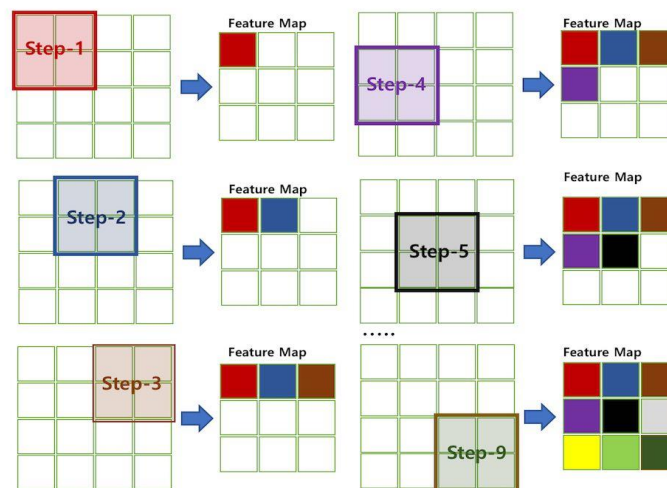 Step-1
Feature Map
Step-4
Feature Map
Step-2
Feature Map
Step-5
Feature Map
.....
Step-3
Feature Map
Step-9
Feature Map